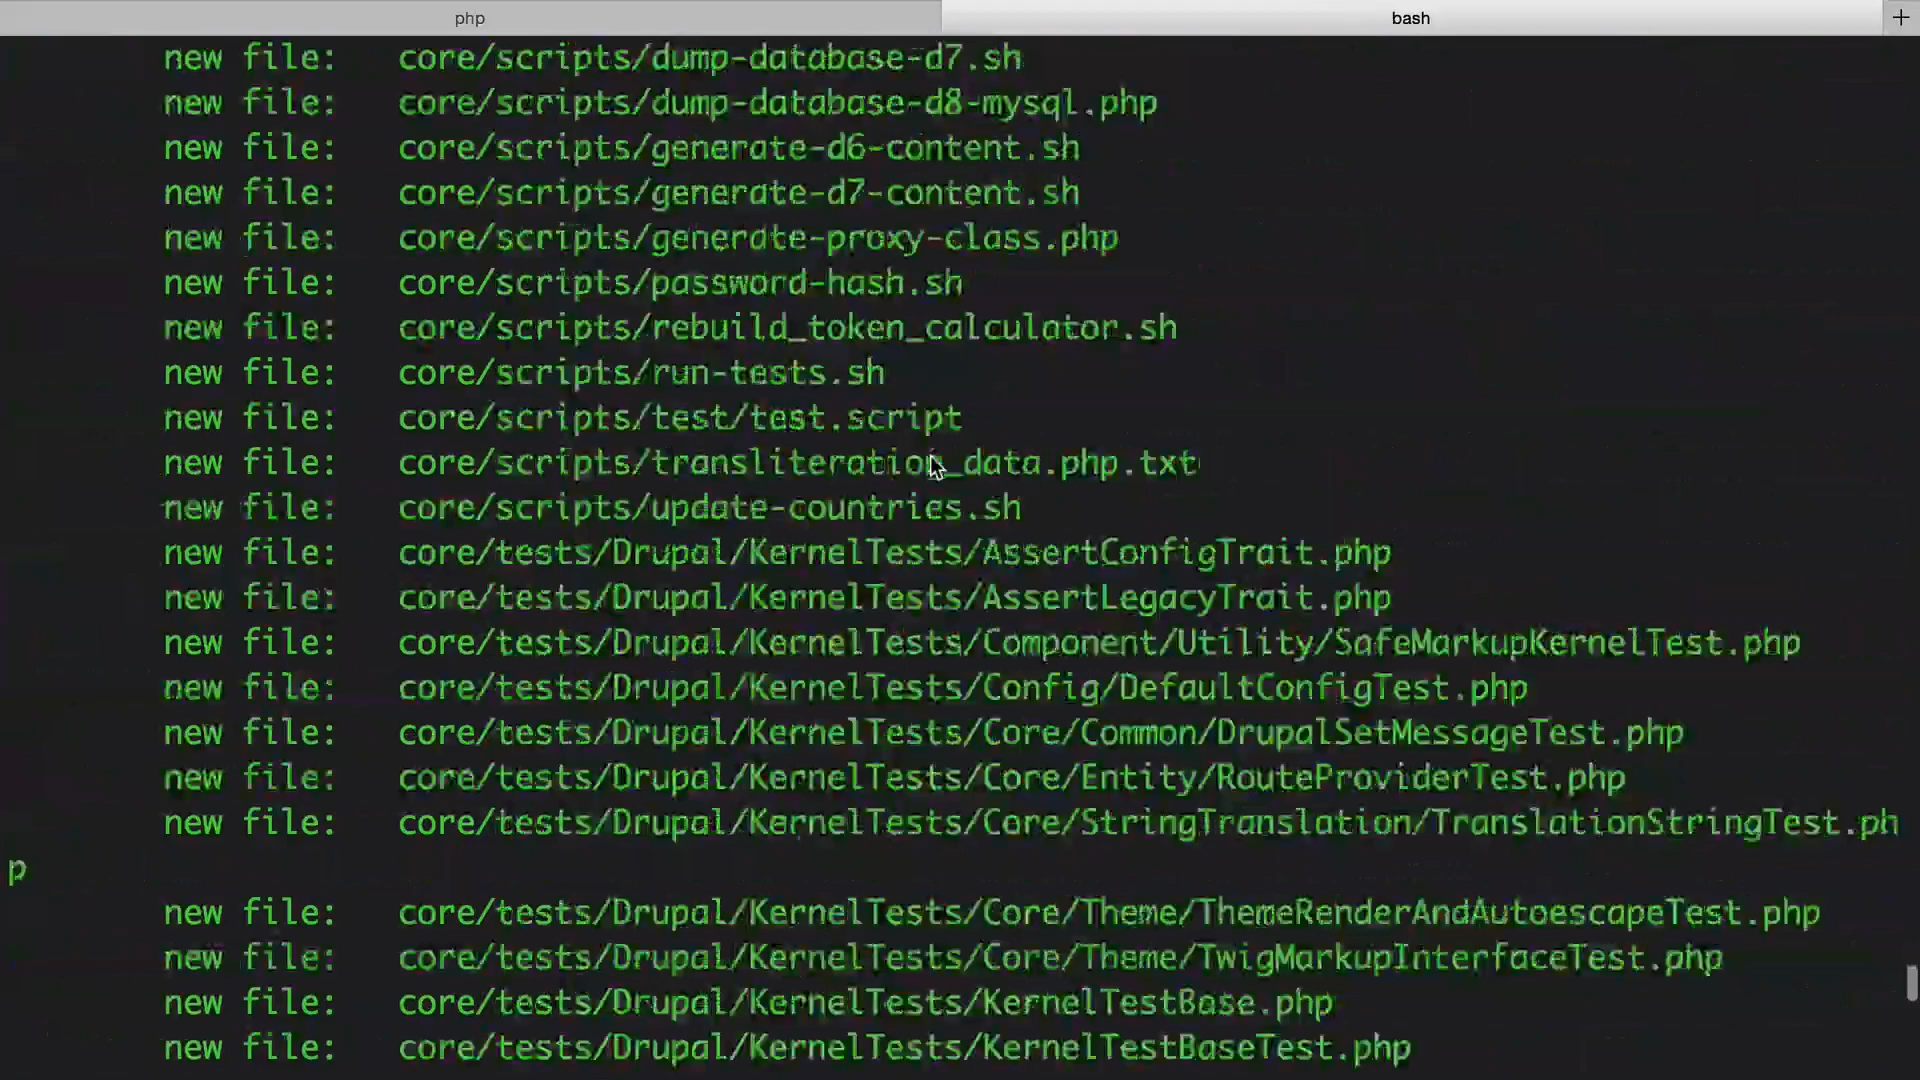 php bash +
new file: core/scripts/dump-database-d7.sh
new file: core/scripts/dump-database-d8-mysql.php
new file: core/scripts/generate-d6-content.sh
new file: core/scripts/generate-d7-content.sh
new file: core/scripts/generate-proxy-class.php
new file: core/scripts/password-hash.sh
new file: core/scripts/rebuild_token_calculator.sh
new file: core/scripts/run-tests.sh
new file: core/scripts/test/test.script
new file: core/scripts/transliteration_data.php.txt
new file: core/scripts/update-countries.sh
new file: core/tests/Drupal/KernelTests/AssertConfigTrait.php
new file: core/tests/Drupal/KernelTests/AssertLegacyTrait.php
new file: core/tests/Drupal/KernelTests/Component/Utility/SafeMarkupKernelTest.php
new file: core/tests/Drupal/KernelTests/Config/DefaultConfigTest.php
new file: core/tests/Drupal/KernelTests/Core/Common/DrupalSetMessageTest.php
new file: core/tests/Drupal/KernelTests/Core/Entity/RouteProviderTest.php
new file: core/tests/Drupal/KernelTests/Core/StringTranslation/TranslationStringTest.ph
p
new file: core/tests/Drupal/KernelTests/Core/Theme/ThemeRenderAndAutoescapeTest.php
new file: core/tests/Drupal/KernelTests/Core/Theme/TwigMarkupInterfaceTest.php
new file: core/tests/Drupal/KernelTests/KernelTestBase.php
new file: core/tests/Drupal/KernelTests/KernelTestBaseTest.php